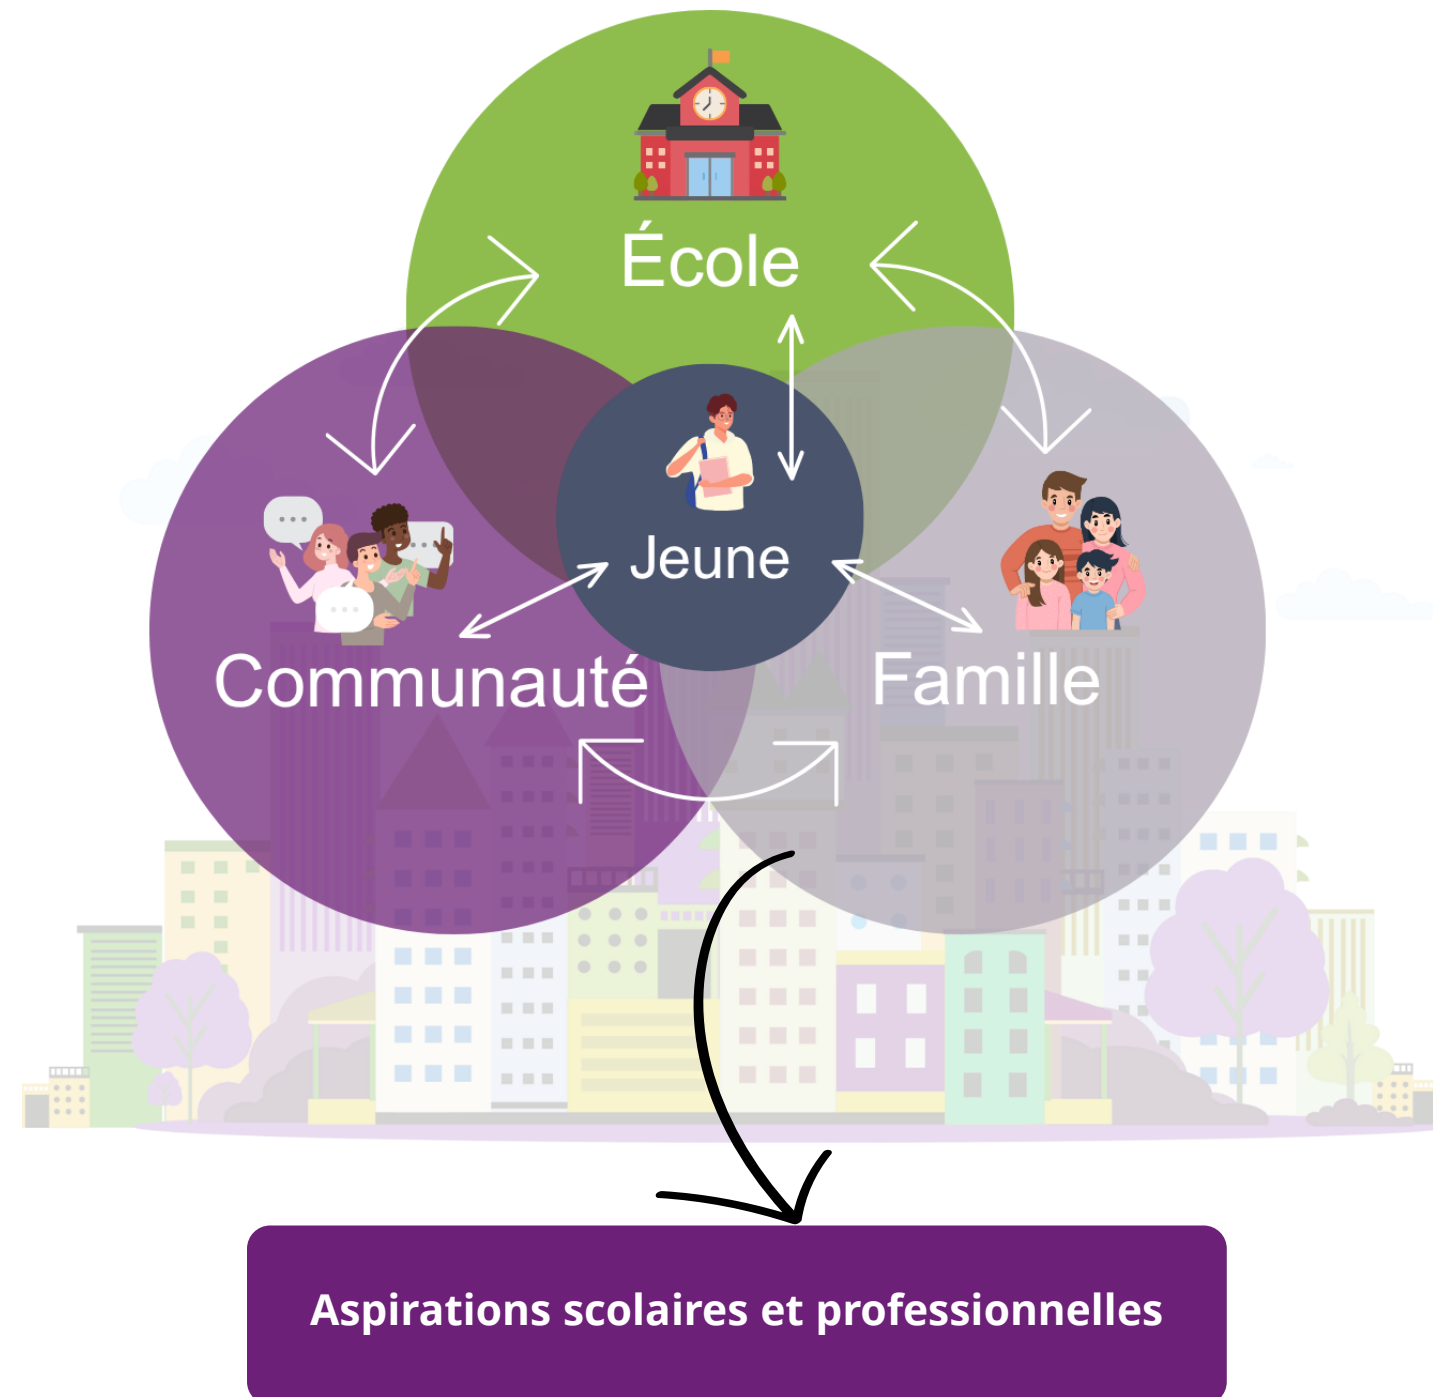 École
Jeune
Communauté
Famille
Aspirations scolaires et professionnelles